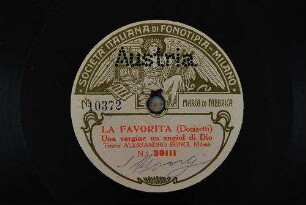 SOCIETÀ ITALIANA DI FONOTIPIA - MILANO
Austria
No 10372
MARCA DI FABBRICA
LA FAVORITA (Donizetti)
Una vergine un angiol di Dio
Tenore ALESSANDRO BONCI, Milano
No. 39111